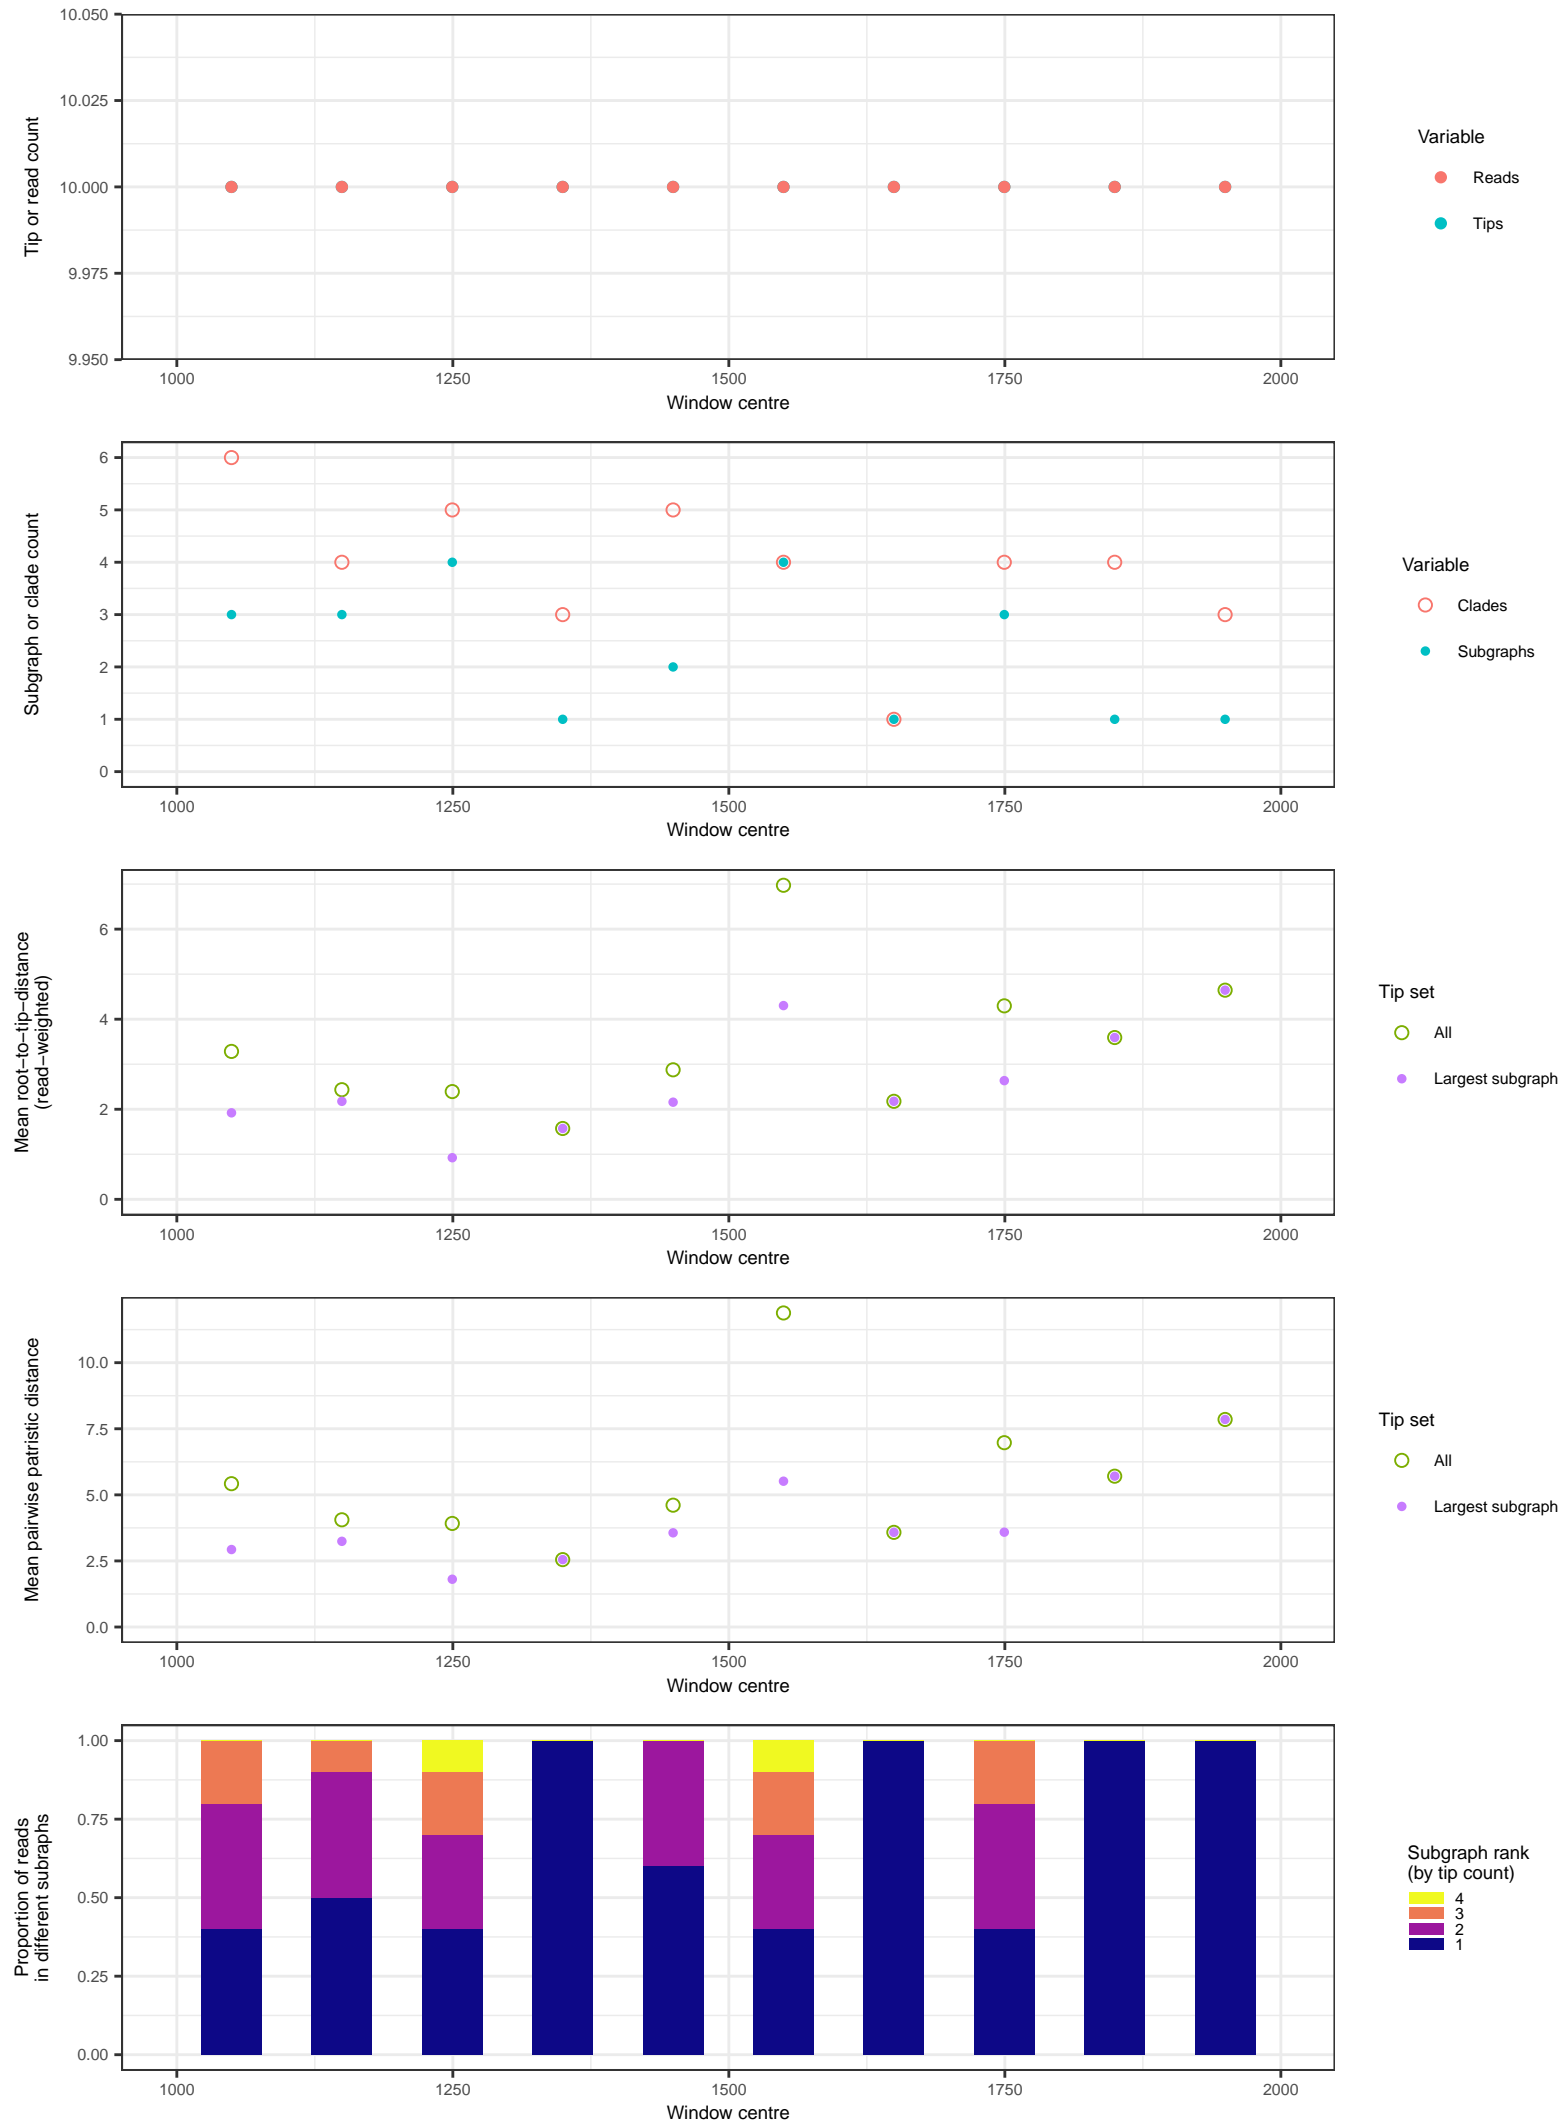 10.050
10.025
10.000
9.975
9.950
Tip or read count
1000 1250 1500 1750 2000
Window centre
Variable
Reads
Tips
6
5
4
3
2
1
0
Subgraph or clade count
1000 1250 1500 1750 2000
Window centre
Variable
Clades
Subgraphs
6
4
2
0
Mean root−to−tip−distance
(read−weighted)
1000 1250 1500 1750 2000
Window centre
Tip set
All
Largest subgraph
10.0
7.5
5.0
2.5
0.0
Mean pairwise patristic distance
1000 1250 1500 1750 2000
Window centre
Tip set
All
Largest subgraph
1.00
0.75
0.50
0.25
0.00
Proportion of reads
in different subraphs
1000 1250 1500 1750 2000
Window centre
Subgraph rank
(by tip count)
4
3
2
1